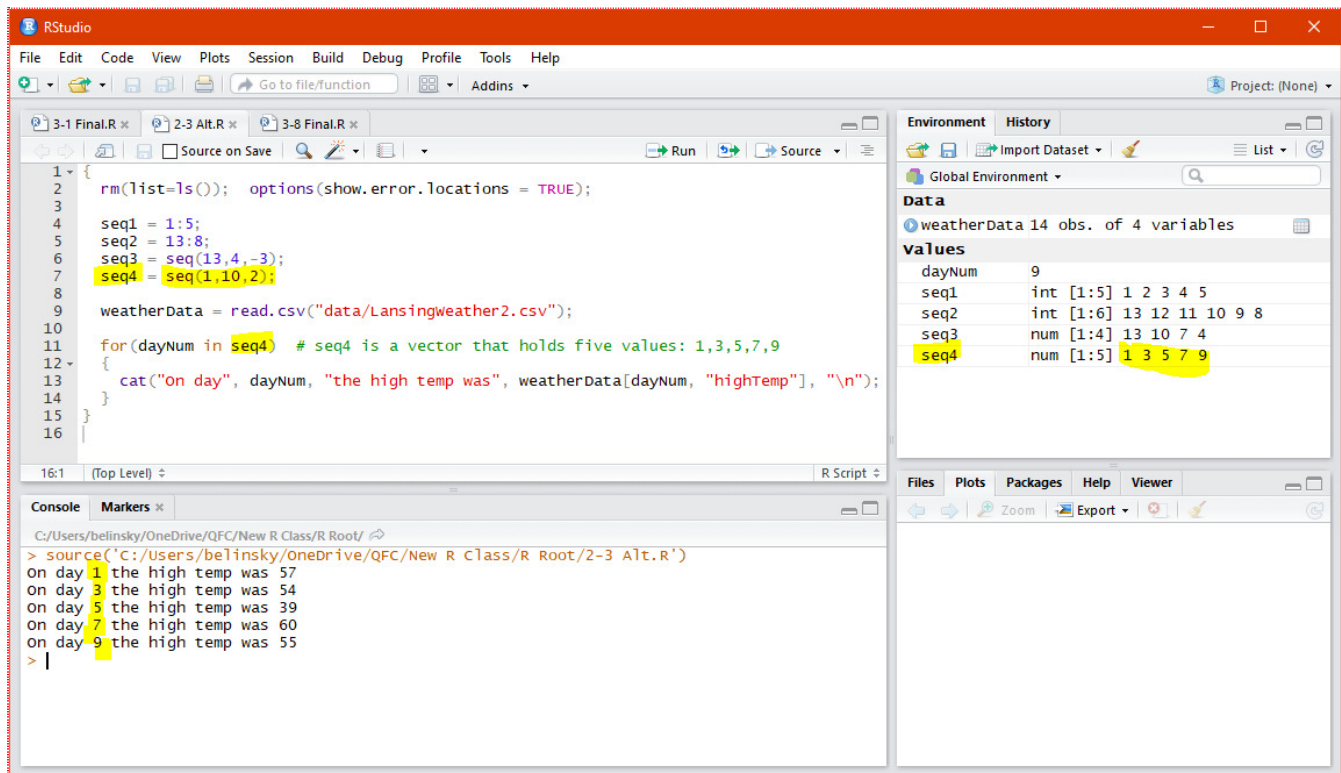 RStudio
File Edit Code View Plots Session Build Debug Profile Tools Help
Go to file/function Addins Project: (None)
3-1 Final.R × 2-3 Alt.R × 3-8 Final.R ×
Source on Save Run Source
1 {
2 rm(list=ls()); options(show.error.locations = TRUE);
3
4 seq1 = 1:5;
5 seq2 = 13:8;
6 seq3 = seq(13,4,-3);
7 seq4 = seq(1,10,2);
8
9 weatherData = read.csv("data/LansingWeather2.csv");
10
11 for(dayNum in seq4) # seq4 is a vector that holds five values: 1,3,5,7,9
12 {
13 cat("On day", dayNum, "the high temp was", weatherData[dayNum, "highTemp"], "\n");
14 }
15 }
16
16:1 (Top Level) R Script
Console Markers ×
C:/Users/belinsky/OneDrive/QFC/New R Class/R Root/
> source('C:/Users/belinsky/OneDrive/QFC/New R Class/R Root/2-3 Alt.R')
On day 1 the high temp was 57
On day 3 the high temp was 54
On day 5 the high temp was 39
On day 7 the high temp was 60
On day 9 the high temp was 55
>
Environment History
Import Dataset List
Global Environment
Data
weatherData 14 obs. of 4 variables
Values
dayNum 9
seq1 int [1:5] 1 2 3 4 5
seq2 int [1:6] 13 12 11 10 9 8
seq3 num [1:4] 13 10 7 4
seq4 num [1:5] 1 3 5 7 9
Files Plots Packages Help Viewer
Zoom Export